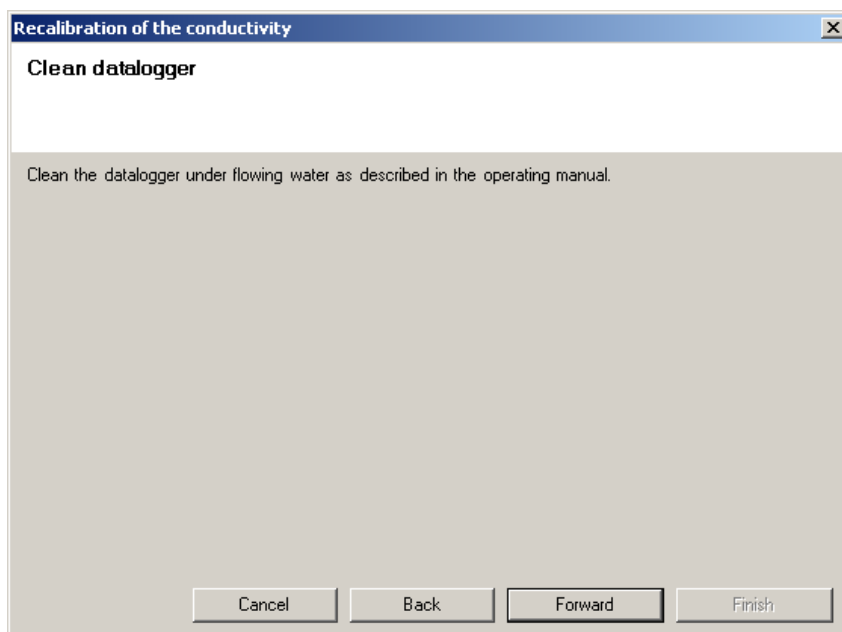 Recalibration of the conductivity
Clean datalogger
Clean the datalogger under flowing water as described in the operating manual.
Cancel Back Forward Finish